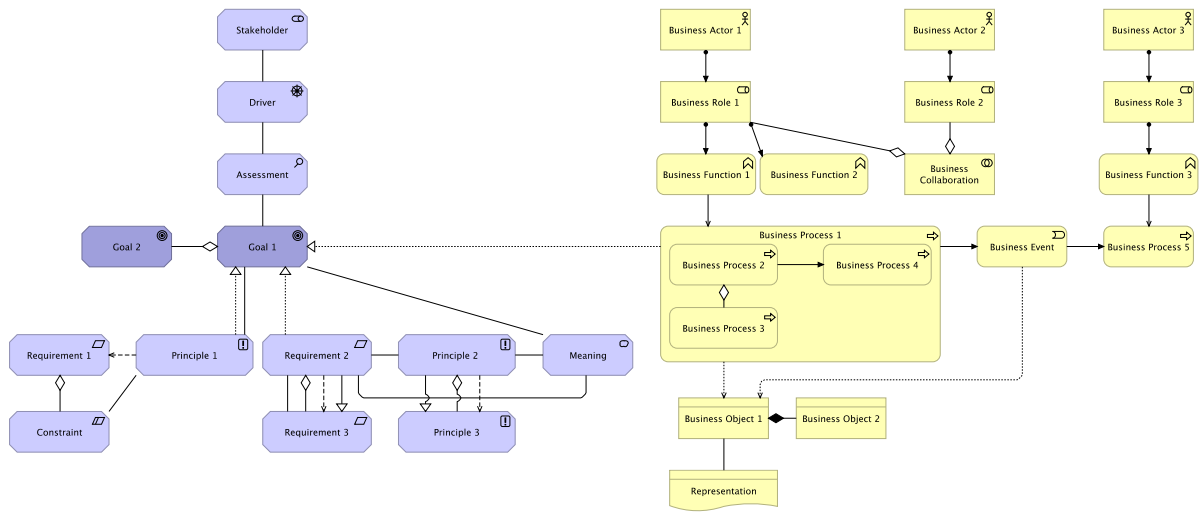 Stakeholder
Business Actor 1
Business Actor 2
Business Actor 3
Driver
Business Role 1
Business Role 2
Business Role 3
Assessment
Business Function 1
Business Function 2
Business
Collaboration
Business Function 3
Goal 2
Goal 1
Business Process 1
Business Process 2
Business Process 4
Business Event
Business Process 5
Business Process 3
Requirement 1
Principle 1
Requirement 2
Principle 2
Meaning
Constraint
Requirement 3
Principle 3
Business Object 1
Business Object 2
Representation